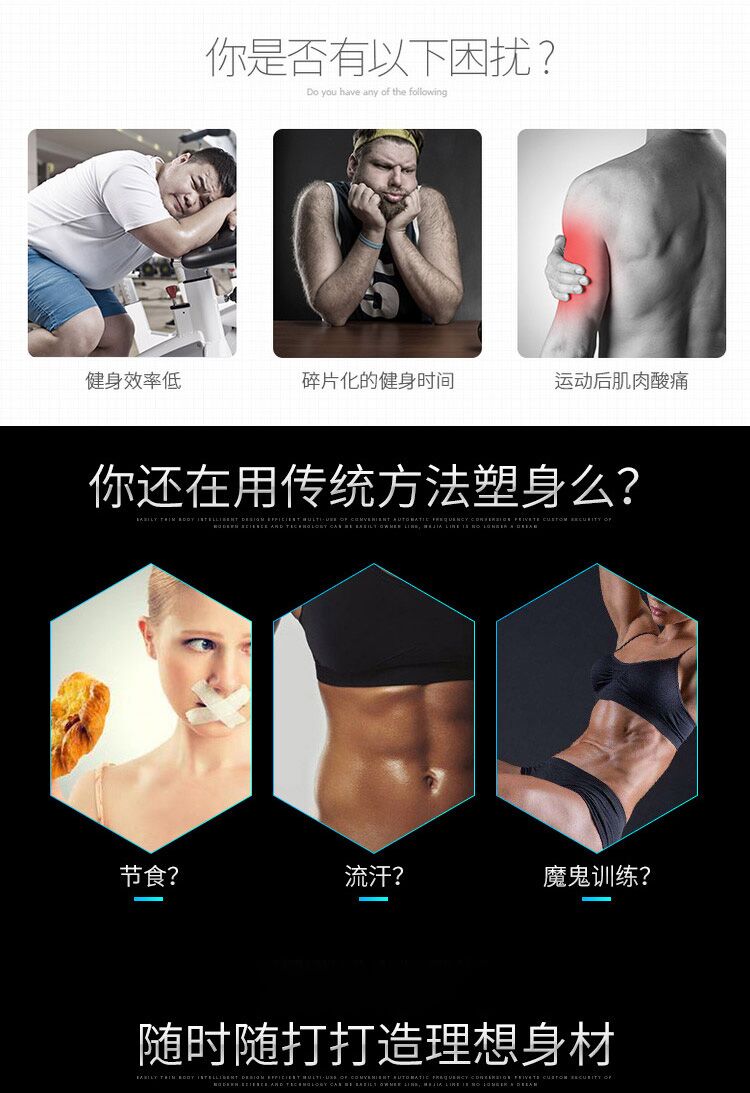 你是否有以下困扰？
Do you have any of the following
健身效率低
碎片化的健身时间
运动后肌肉酸痛
你还在用传统方法塑身么？
EASILY THIN BODY INTELLIGENT DESIGN EFFICIENT MULTI-USE OF CONVENIENT AUTOMATIC FREQUENCY CONVERSION PRIVATE CUSTOM SECURITY OF
MODERN SCIENCE AND TECHNOLOGY CAN BE EASILY OWNER LINE, MAJIA LINE IS NO LONGER A DREAM
节食？
流汗？
魔鬼训练？
随时随打打造理想身材
EASILY THIN BODY INTELLIGENT DESIGN EFFICIENT MULTI-USE OF CONVENIENT AUTOMATIC FREQUENCY CONVERSION PRIVATE CUSTOM SECURITY OF
MODERN SCIENCE AND TECHNOLOGY CAN BE EASILY OWNER LINE, MAJIA LINE IS NO LONGER A DREAM